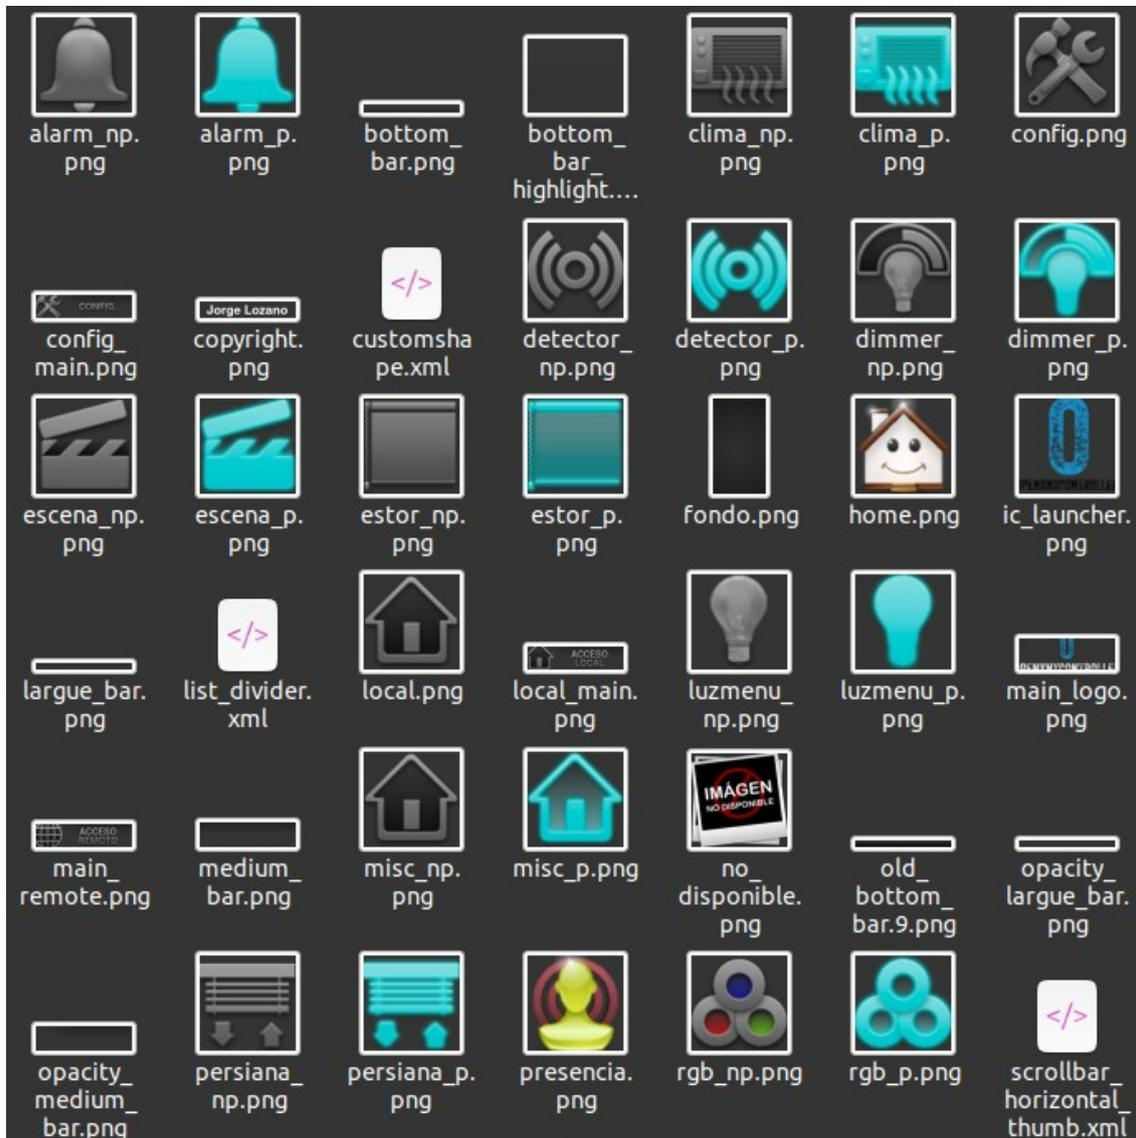 alarm_np.
png
alarm_p.
png
bottom_
bar.png
bottom_
bar_
highlight....
clima_np.
png
clima_p.
png
config.png
CONFIG.
config_
main.png
Jorge Lozano
copyright.
png
customsha
pe.xml
detector_
np.png
detector_p.
png
dimmer_
np.png
dimmer_p.
png
escena_np.
png
escena_p.
png
estor_np.
png
estor_p.
png
fondo.png
home.png
ic_launcher.
png
largue_bar.
png
</>
list_divider.
xml
local.png
ACCESO
LOCAL
local_main.
png
luzmenu_
np.png
luzmenu_p.
png
main_logo.
png
ACCESO
REMOTO
main_
remote.png
medium_
bar.png
misc_np.
png
misc_p.png
IMÁGEN
NO DISPONIBLE
no_
disponible.
png
old_
bottom_
bar.9.png
opacity_
largue_bar.
png
opacity_
medium_
bar.png
persiana_
np.png
persiana_p.
png
presencia.
png
rgb_np.png
rgb_p.png
</>
scrollbar_
horizontal_
thumb.xml